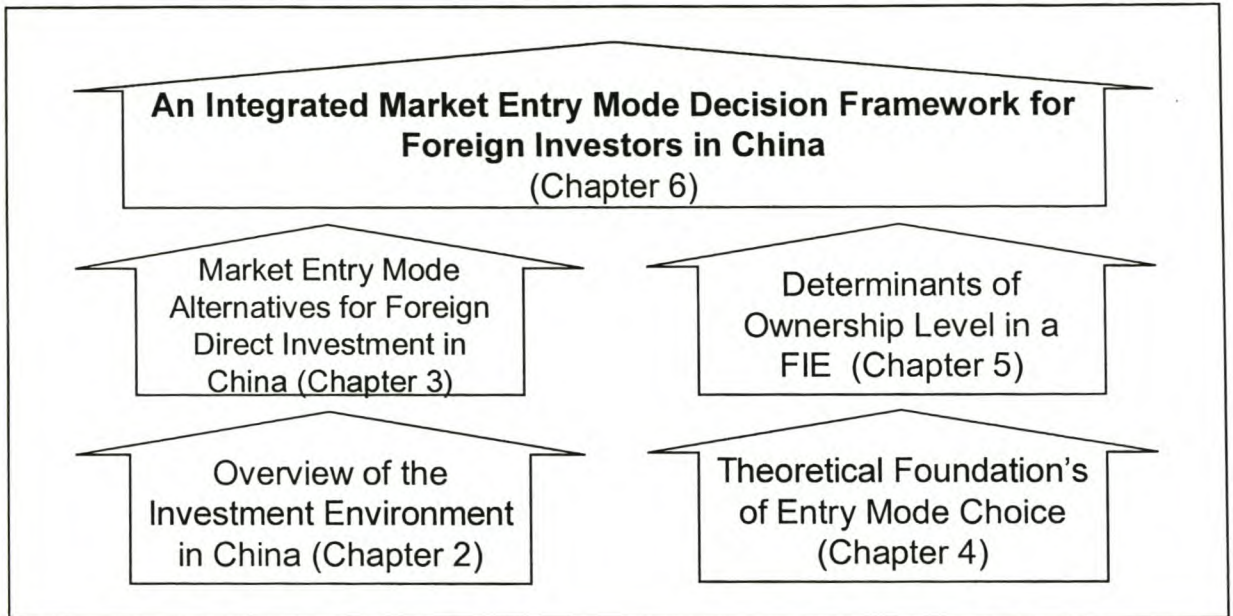 An Integrated Market Entry Mode Decision Framework for
Foreign Investors in China
(Chapter 6)
Market Entry Mode
Alternatives for Foreign
Direct Investment in
China (Chapter 3)
Determinants of
Ownership Level in a
FIE (Chapter 5)
Overview of the
Investment Environment
in China (Chapter 2)
Theoretical Foundation's
of Entry Mode Choice
(Chapter 4)